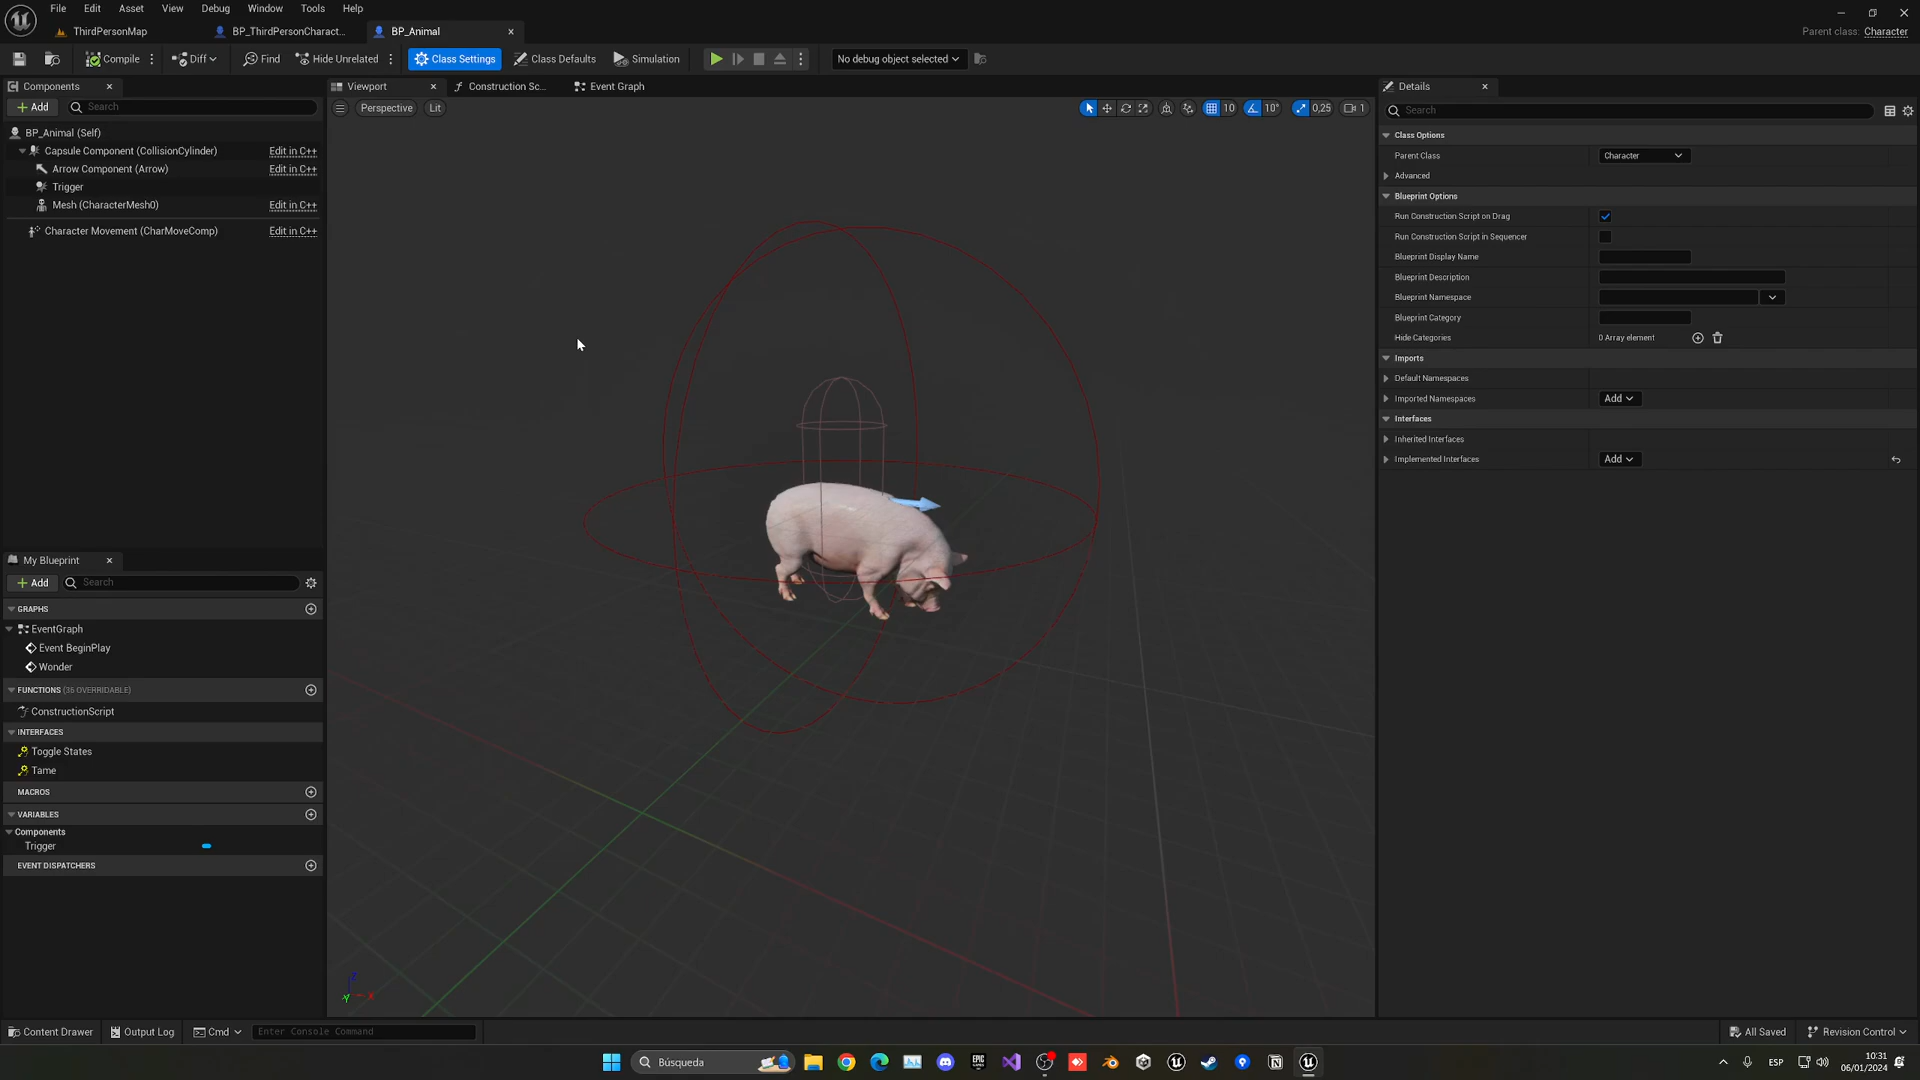 File Edit Asset View Debug Window Tools Help
ThirdPersonMap BP_ThirdPersonCharact... BP_Animal
Parent class: Character
Compile Diff Find Hide Unrelated Class Settings Class Defaults Simulation No debug object selected
Components Viewport Construction Sc... Event Graph Details
Add Search Perspective Lit 10 10° 0,25 1 Search
BP_Animal (Self)
Capsule Component (CollisionCylinder) Edit in C++
Arrow Component (Arrow) Edit in C++
Trigger
Mesh (CharacterMesh0) Edit in C++
Character Movement (CharMoveComp) Edit in C++
Class Options
Parent Class Character
Advanced
Blueprint Options
Run Construction Script on Drag
Run Construction Script in Sequencer
Blueprint Display Name
Blueprint Description
Blueprint Namespace
Blueprint Category
Hide Categories 0 Array element
Imports
Default Namespaces
Imported Namespaces Add
Interfaces
Inherited Interfaces
Implemented Interfaces Add
My Blueprint
Add Search
GRAPHS
EventGraph
Event BeginPlay
Wonder
FUNCTIONS (36 OVERRIDABLE)
ConstructionScript
INTERFACES
Toggle States
Tame
MACROS
VARIABLES
Components
Trigger
EVENT DISPATCHERS
Z
Y X
Content Drawer Output Log Cmd Enter Console Command All Saved Revision Control
Búsqueda ESP 10:31
06/01/2024